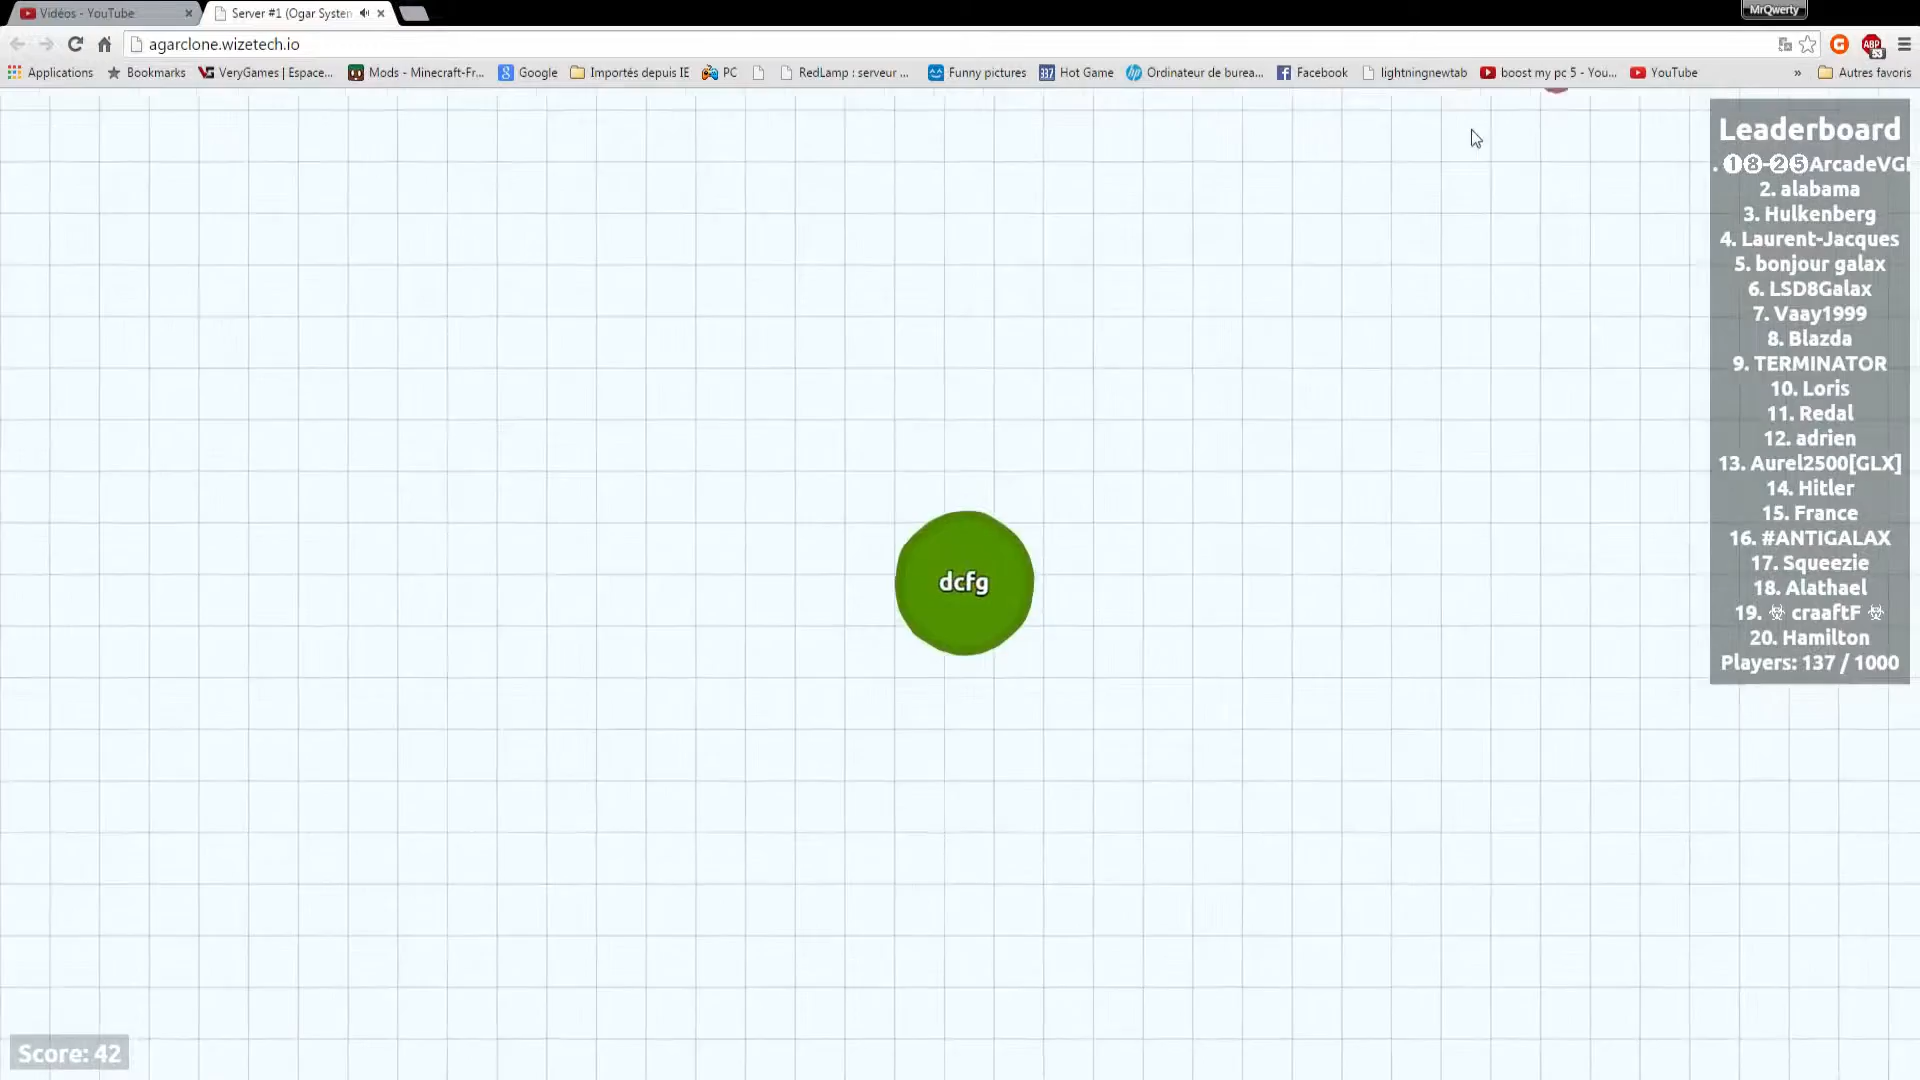 Vidéos - YouTube
Server #1 (Ogar System
MrQwerty
agarclone.wizetech.io
Applications
Bookmarks
VeryGames | Espace...
Mods - Minecraft-Fr...
Google
Importés depuis IE
PC
RedLamp : serveur ...
Funny pictures
Hot Game
Ordinateur de burea...
Facebook
lightningnewtab
boost my pc 5 - You...
YouTube
»
Autres favoris
Leaderboard
. ❶❽-❷❺ArcadeVG
2. alabama
3. Hulkenberg
4. Laurent-Jacques
5. bonjour galax
6. LSD8Galax
7. Vaay1999
8. Blazda
9. TERMINATOR
10. Loris
11. Redal
12. adrien
13. Aurel2500[GLX]
14. Hitler
15. France
16. #ANTIGALAX
17. Squeezie
18. Alathael
19. ☣ craaftF ☣
20. Hamilton
Players: 137 / 1000
dcfg
Score: 42